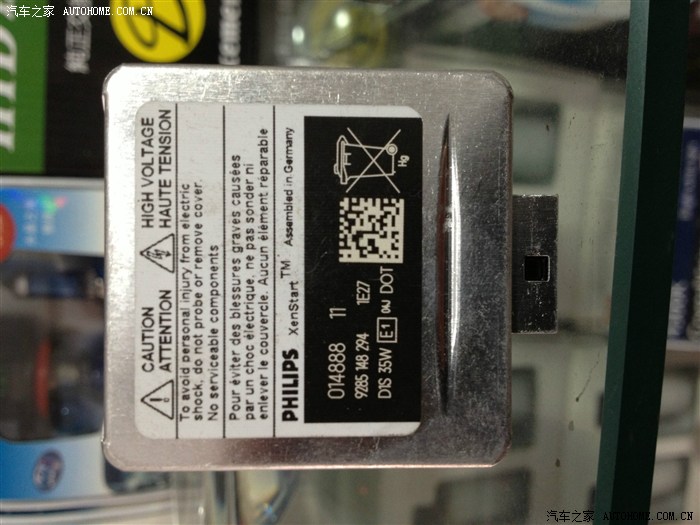 汽车之家 AUTOHOME.COM.CN
CAUTION HIGH VOLTAGE
ATTENTION HAUTE TENSION
To avoid personal injury from electric
shock, do not probe or remove cover.
No serviceable components
Pour éviter des blessures graves causées
par un choc électrique, ne pas sonder ni
enlever le couvercle. Aucun élément réparable
PHILIPS XenStart TM Assembled in Germany
014888 11
9285 148 294 1E27
D1S 35W E1 DOT
Hg
HID
汽车之家 AUTOHOME.COM.CN